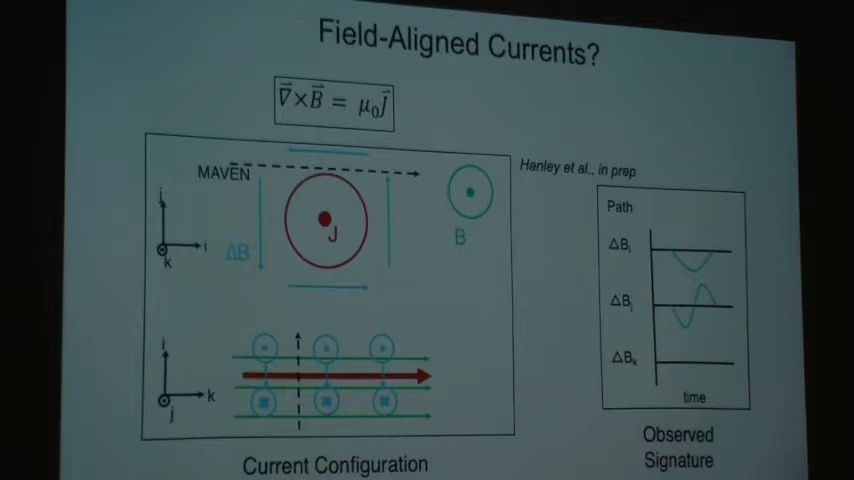 Field-Aligned Currents?
∇×B = μ₀J
MAVEN
Hanley et al., in prep
j
i
k
ΔB
J
B
Path
ΔBᵢ
ΔBⱼ
ΔBₖ
time
i
k
j
Current Configuration
Observed
Signature